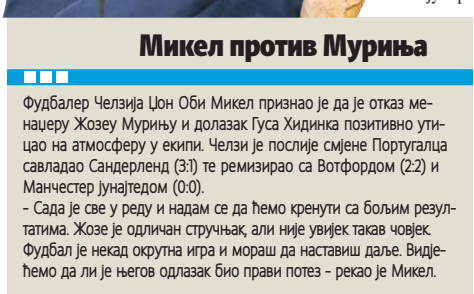 Микел против Муриња
Фудбалер Челзија Џон Оби Микел признао је да је отказ ме-
наџеру Жозеу Мурињу и долазак Гуса Хидинка позитивно ути-
цао на атмосферу у екипи. Челзи је послије смјене Португалца
савладао Сандерленд (3:1) те ремизирао са Вотфордом (2:2) и
Манчестер јунајтедом (0:0).
– Сада је све у реду и надам се да ћемо кренути са бољим резул-
татима. Жозе је одличан стручњак, али није увијек такав човјек.
Фудбал је некад окрутна игра и мораш да наставиш даље. Видје-
ћемо да ли је његов одлазак био прави потез – рекао је Микел.